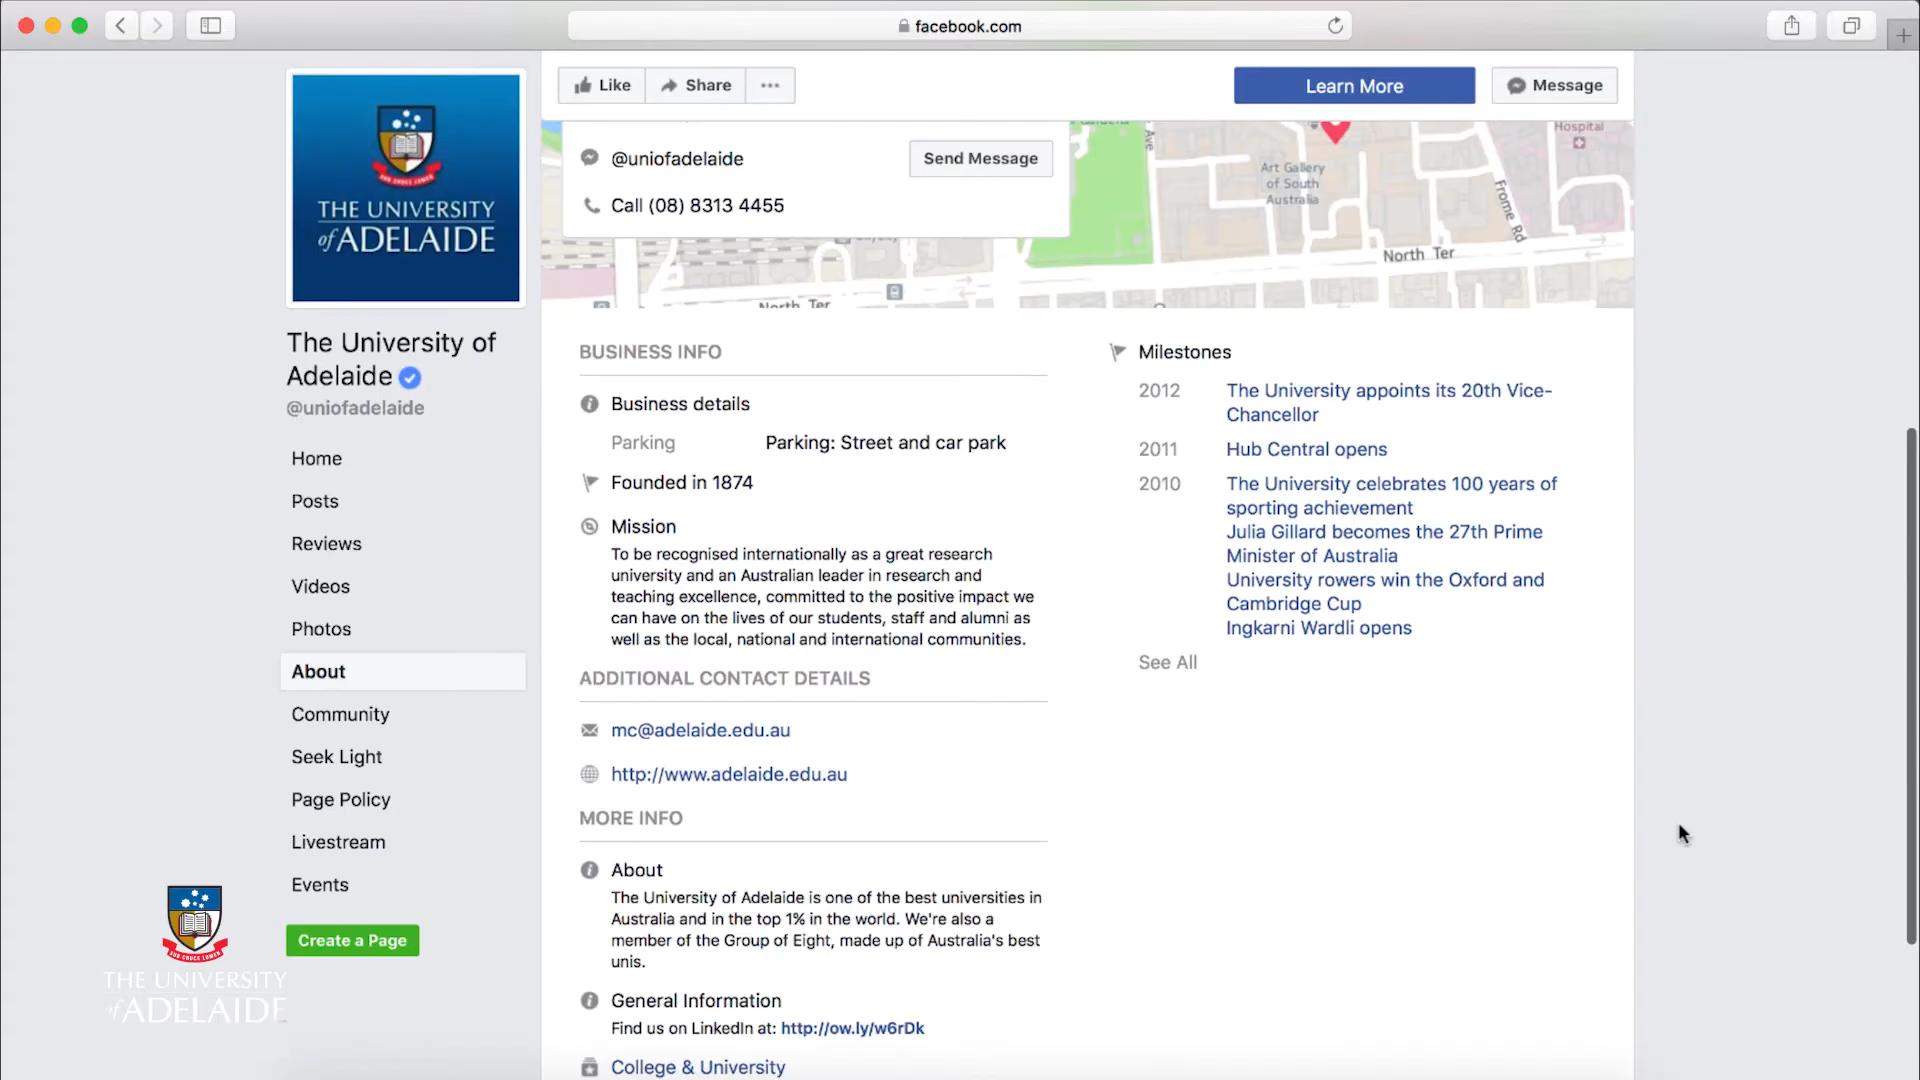 facebook.com
THE UNIVERSITY
of ADELAIDE
The University of
Adelaide
@uniofadelaide
Home
Posts
Reviews
Videos
Photos
About
Community
Seek Light
Page Policy
Livestream
Events
Create a Page
THE UNIVERSITY
of ADELAIDE
Like
Share
Learn More
Message
@uniofadelaide
Send Message
Call (08) 8313 4455
Ave
Hospital
Art Gallery
of South
Australia
Frome Rd
North Ter
North Ter
BUSINESS INFO
Business details
Parking
Parking: Street and car park
Founded in 1874
Mission
To be recognised internationally as a great research
university and an Australian leader in research and
teaching excellence, committed to the positive impact we
can have on the lives of our students, staff and alumni as
well as the local, national and international communities.
ADDITIONAL CONTACT DETAILS
mc@adelaide.edu.au
http://www.adelaide.edu.au
MORE INFO
About
The University of Adelaide is one of the best universities in
Australia and in the top 1% in the world. We're also a
member of the Group of Eight, made up of Australia's best
unis.
General Information
Find us on LinkedIn at: http://ow.ly/w6rDk
College & University
Milestones
2012
The University appoints its 20th Vice-
Chancellor
2011
Hub Central opens
2010
The University celebrates 100 years of
sporting achievement
Julia Gillard becomes the 27th Prime
Minister of Australia
University rowers win the Oxford and
Cambridge Cup
Ingkarni Wardli opens
See All